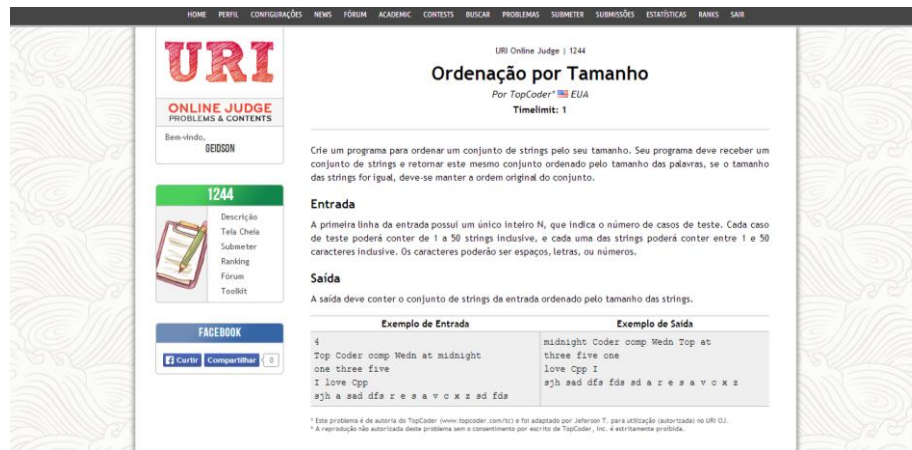 HOME PERFIL CONFIGURAÇÕES NEWS FÓRUM ACADEMIC CONTESTS BUSCAR PROBLEMAS SUBMETER SUBMISSÕES ESTATÍSTICAS RANKS SAIR
URI
ONLINE JUDGE
PROBLEMS & CONTENTS
Bem-vindo,
GEIDSON
1244
Descrição
Tela Cheia
Submeter
Ranking
Fórum
Toolkit
FACEBOOK
Curtir Compartilhar 0
URI Online Judge | 1244
Ordenação por Tamanho
Por TopCoder* EUA
Timelimit: 1
Crie um programa para ordenar um conjunto de strings pelo seu tamanho. Seu programa deve receber um
conjunto de strings e retornar este mesmo conjunto ordenado pelo tamanho das palavras, se o tamanho
das strings for igual, deve-se manter a ordem original do conjunto.
Entrada
A primeira linha da entrada possui um único inteiro N, que indica o número de casos de teste. Cada caso
de teste poderá conter de 1 a 50 strings inclusive, e cada uma das strings poderá conter entre 1 e 50
caracteres inclusive. Os caracteres poderão ser espaços, letras, ou números.
Saída
A saída deve conter o conjunto de strings da entrada ordenado pelo tamanho das strings.
Exemplo de Entrada
4
Top Coder comp Wedn at midnight
one three five
I love Cpp
sjh a sad dfs r e s a v c x z sd fds
Exemplo de Saída
midnight Coder comp Wedn Top at
three five one
love Cpp I
sjh sad dfs fds sd a r e s a v c x z
* Este problema é de autoria do TopCoder (www.topcoder.com/tc) e foi adaptado por Jeferson T. para utilização (autorizada) no URI OJ.
* A reprodução não autorizada deste problema sem o consentimento por escrito de TopCoder, Inc. é estritamente proibida.